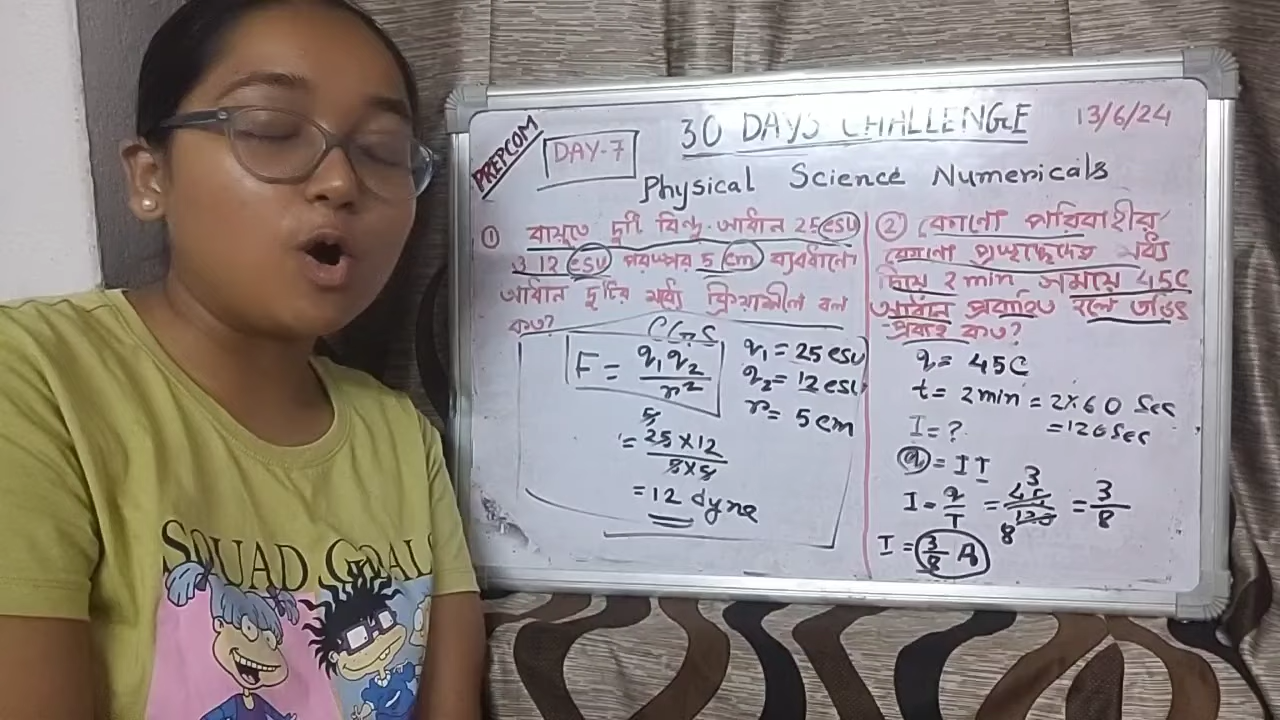 PREPCOM
DAY-7
30 DAYS CHALLENGE
13/6/24
Physical Science Numericals
① বায়ুতে দুটি বিন্দু-আধান 25 esu
ও 12 esu পরস্পর 5 cm ব্যবধানে
আধান দুটির মধ্যে ক্রিয়াশীল বল
কত?
CGS
F = q₁q₂/r²
q₁ = 25 esu
q₂ = 12 esu
r = 5 cm
= 25 × 12 / 5 × 5
= 12 dyne
② কোনো পরিবাহীর
কোনো প্রস্থচ্ছেদের মধ্য
দিয়ে 2 min সময়ে 45C
আধান প্রবাহিত হলে তড়িৎ
প্রবাহ কত?
q = 45C
t = 2 min = 2×60 Sec
= 120 Sec
I = ?
q = IT
I = q/T = 45/120 = 3/8
I = 3/8 A
SQUAD GOALS